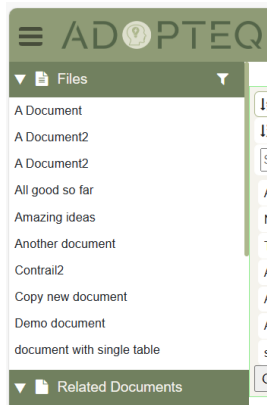 ADOPTEQ
Files
A Document
A Document2
A Document2
All good so far
Amazing ideas
Another document
Contrail2
Copy new document
Demo document
document with single table
Related Documents